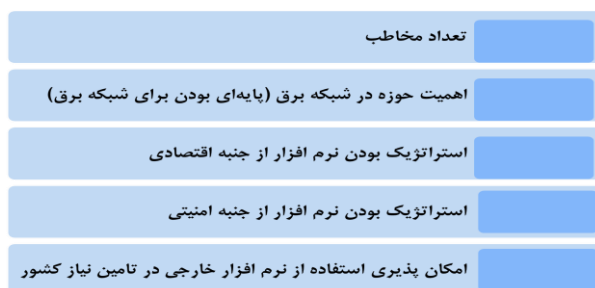 تعداد مخاطب
اهمیت حوزه در شبکه برق (پایه‌ای بودن برای شبکه برق)
استراتژیک بودن نرم افزار از جنبه اقتصادی
استراتژیک بودن نرم افزار از جنبه امنیتی
امکان پذیری استفاده از نرم افزار خارجی در تامین نیاز کشور